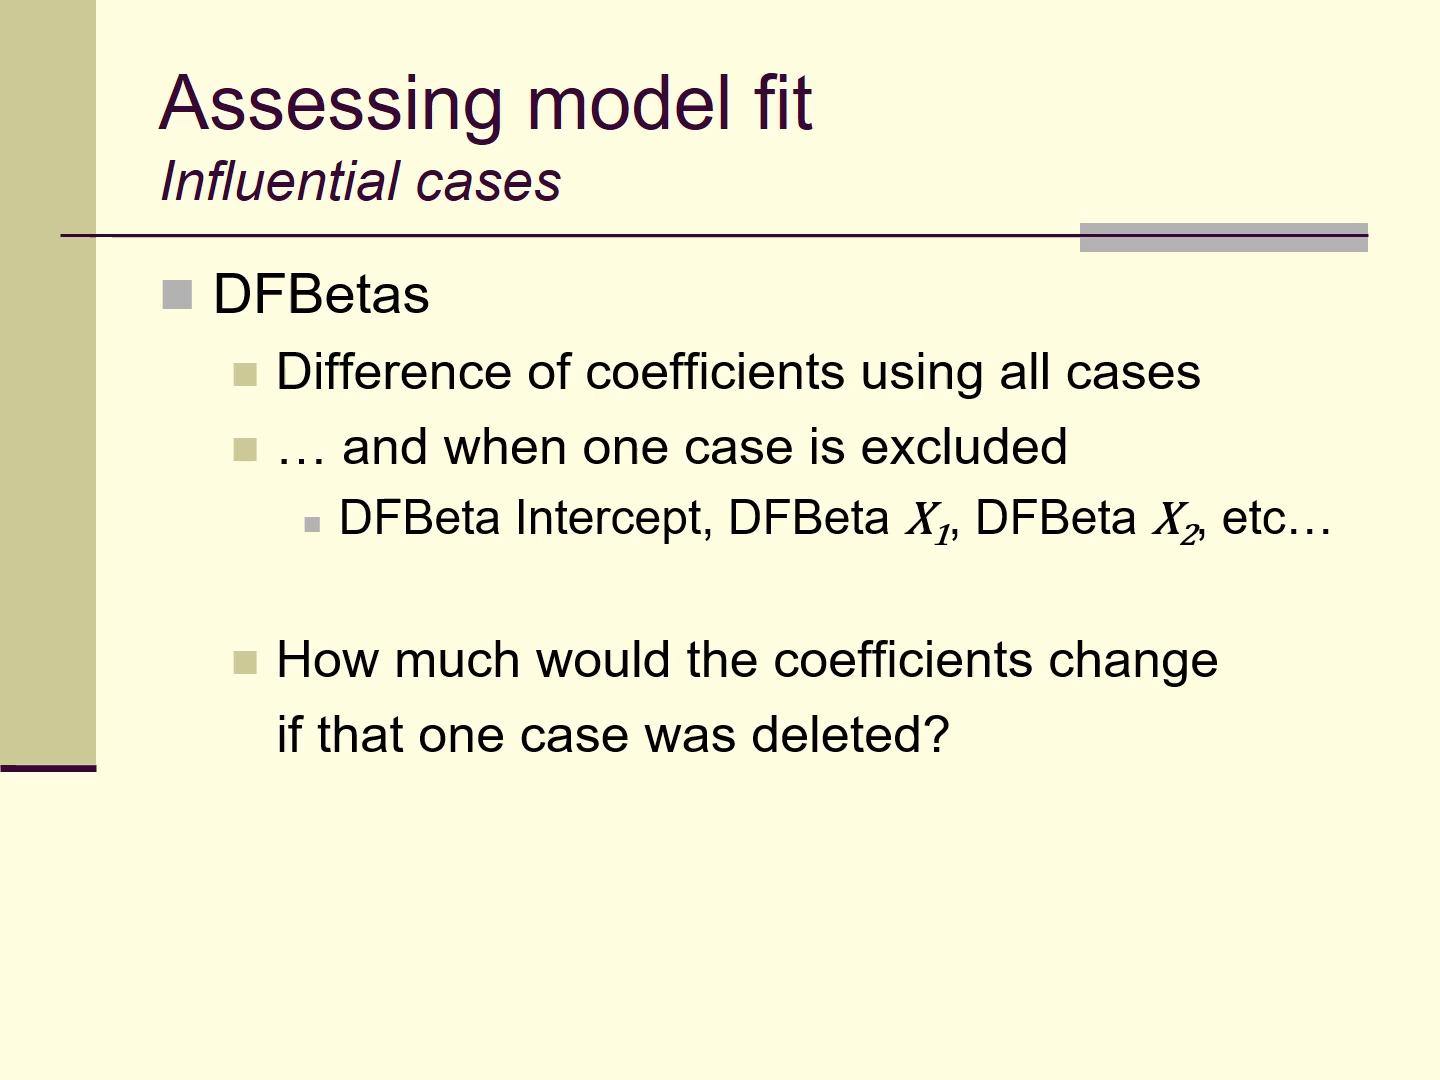 Assessing model fit
Influential cases
DFBetas
Difference of coefficients using all cases
… and when one case is excluded
DFBeta Intercept, DFBeta X1, DFBeta X2, etc…
How much would the coefficients change
if that one case was deleted?